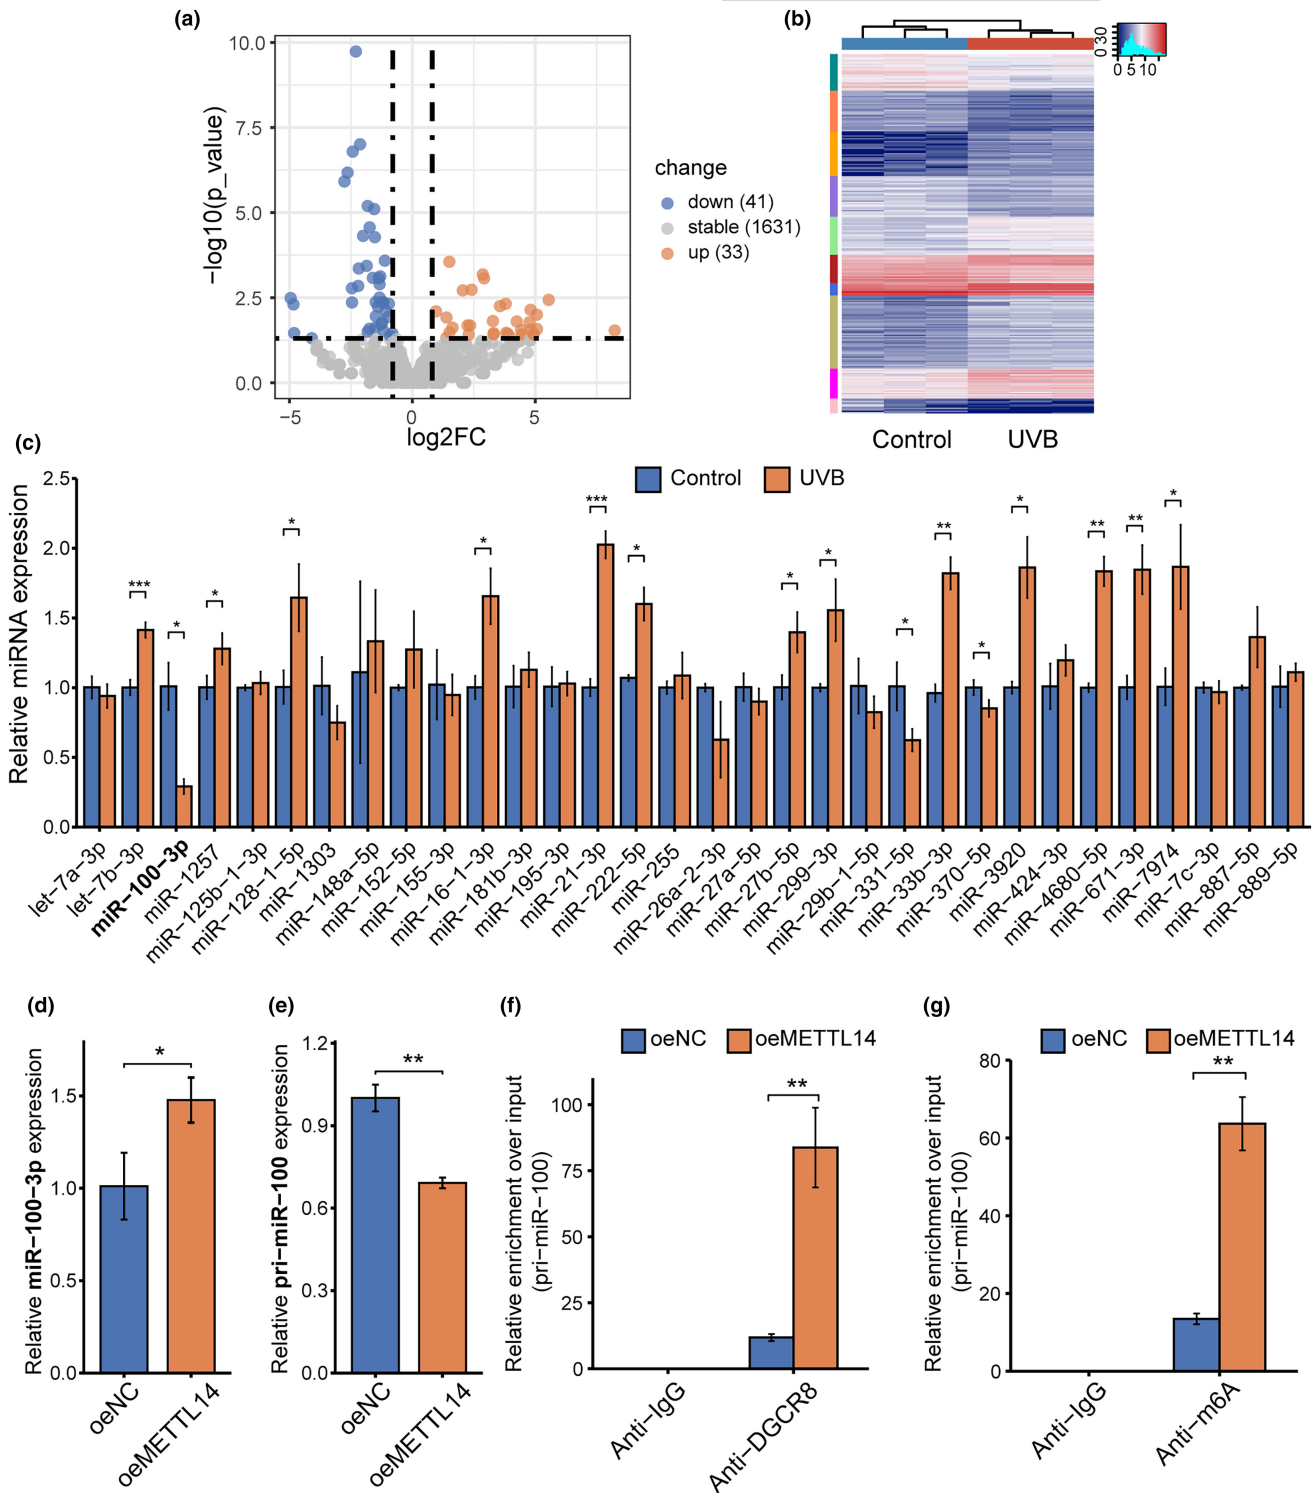 (a)
−log10(p_value)
10.0
7.5
5.0
2.5
0.0
−5
0
5
log2FC
change
down (41)
stable (1631)
up (33)
(b)
0 30
0 5 10
Control
UVB
(c)
Relative miRNA expression
2.5
2.0
1.5
1.0
0.5
0.0
Control
UVB
***
*
*
*
*
***
*
*
*
*
**
*
*
**
**
*
let−7a−3p
let−7b−3p
miR−100−3p
miR−1257
miR−125b−1−3p
miR−128−1−5p
miR−1303
miR−148a−5p
miR−152−5p
miR−155−3p
miR−16−1−3p
miR−181b−3p
miR−195−3p
miR−21−3p
miR−222−5p
miR−255
miR−26a−2−3p
miR−27a−5p
miR−27b−5p
miR−299−3p
miR−29b−1−5p
miR−331−5p
miR−33b−3p
miR−370−5p
miR−3920
miR−424−3p
miR−4680−5p
miR−671−3p
miR−7974
miR−7c−3p
miR−887−5p
miR−889−5p
(d)
Relative miR−100−3p expression
1.5
1.0
0.5
0.0
*
oeNC
oeMETTL14
(e)
Relative pri−miR−100 expression
1.2
0.9
0.6
0.3
0.0
**
oeNC
oeMETTL14
(f)
oeNC
oeMETTL14
Relative enrichment over input
(pri−miR−100)
100
75
50
25
0
**
Anti−IgG
Anti−DGCR8
(g)
oeNC
oeMETTL14
Relative enrichment over input
(pri−miR−100)
80
60
40
20
0
**
Anti−IgG
Anti−m6A